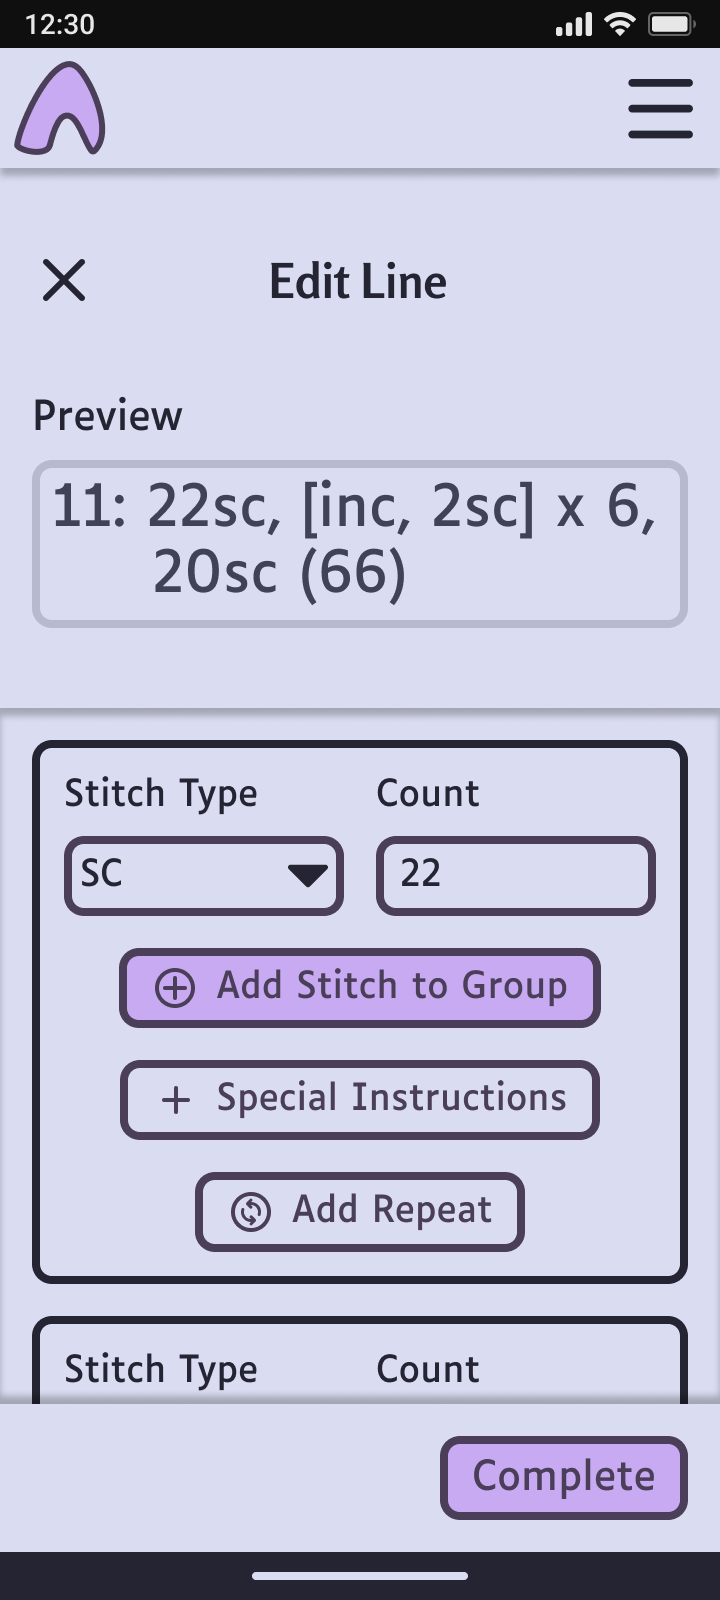 12:30
Edit Line
Preview
11: 22sc, [inc, 2sc] x 6,
20sc (66)
Stitch Type Count
SC 22
Add Stitch to Group
Special Instructions
Add Repeat
Stitch Type Count
Complete